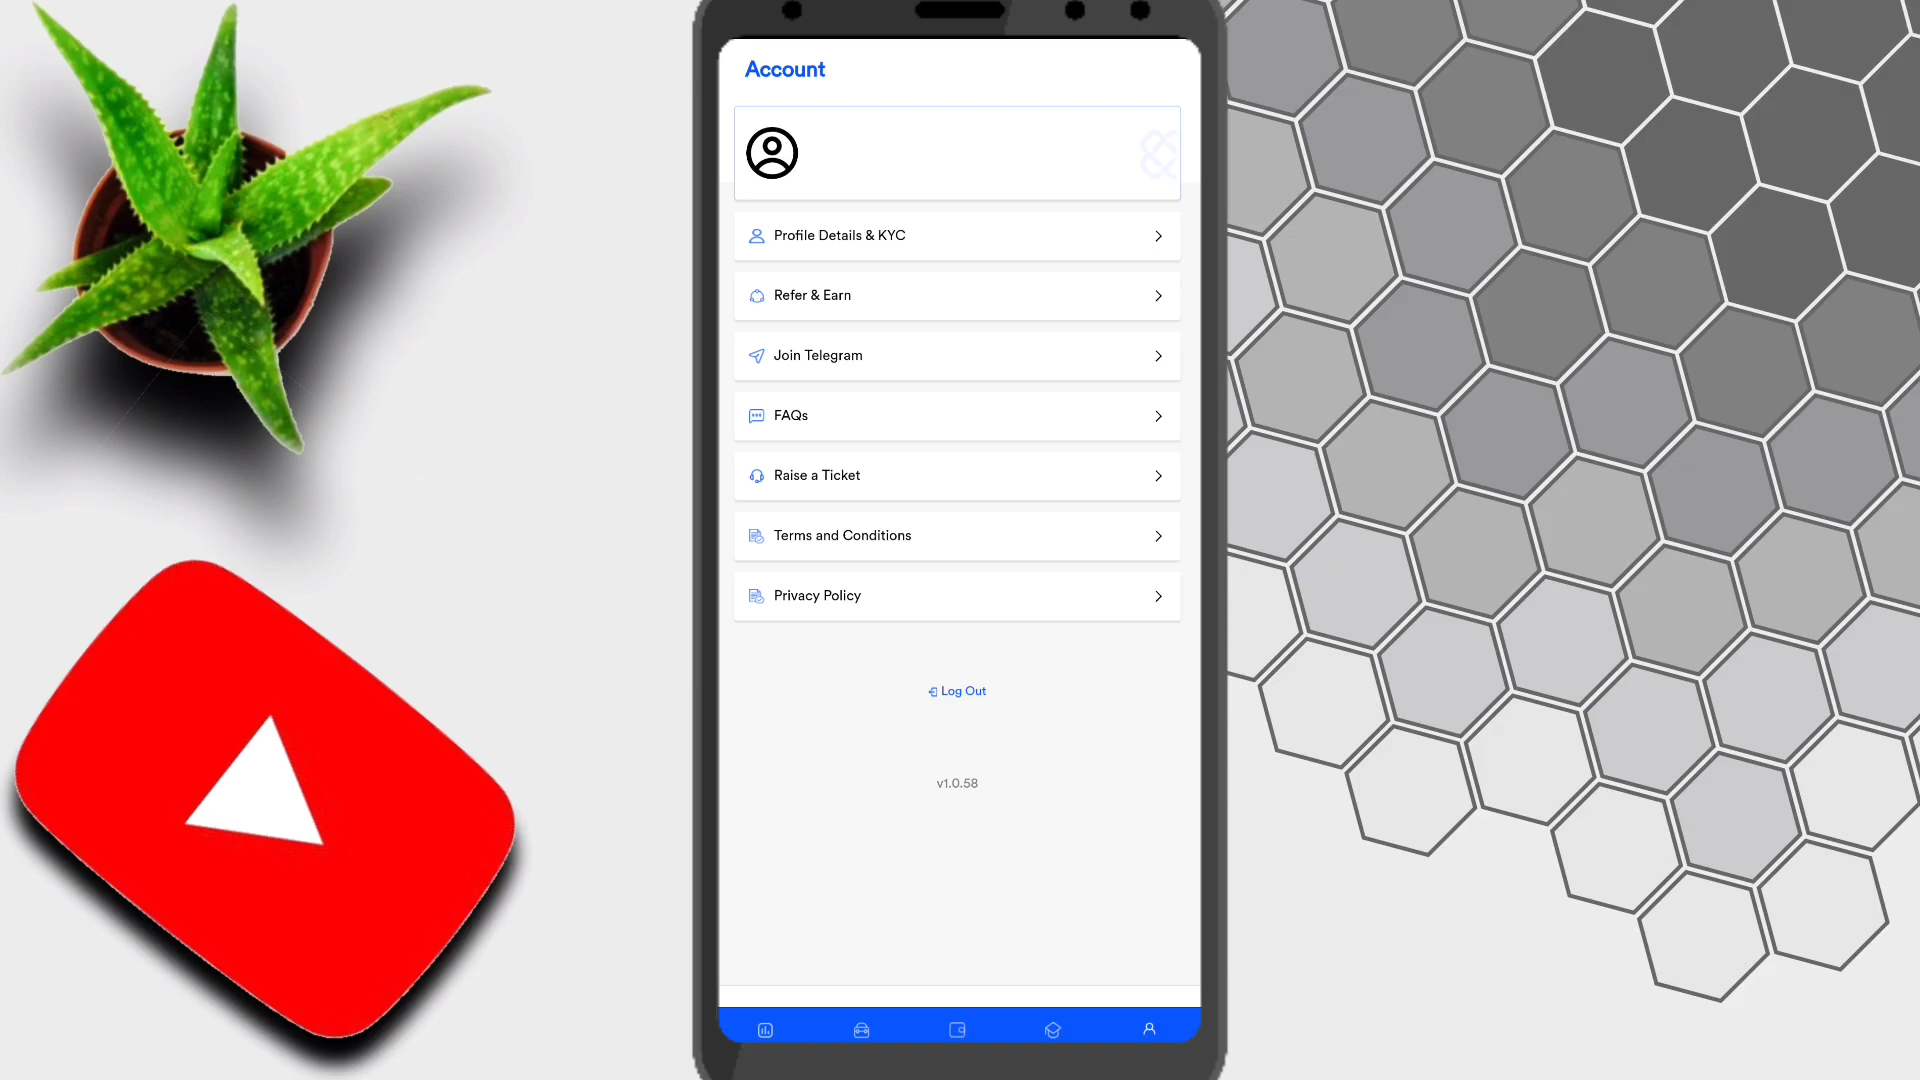 Account
Profile Details & KYC
Refer & Earn
Join Telegram
FAQs
Raise a Ticket
Terms and Conditions
Privacy Policy
Log Out
v1.0.58